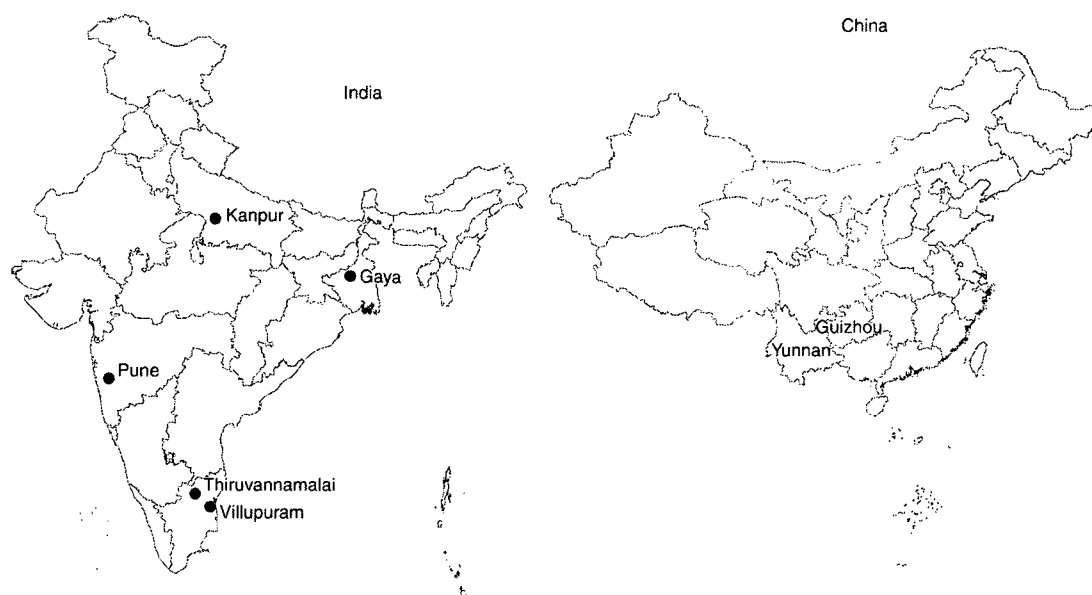 China
India
Kanpur
Gaya
Guizhou
Yunnan
Pune
Thiruvannamalai
Villupuram